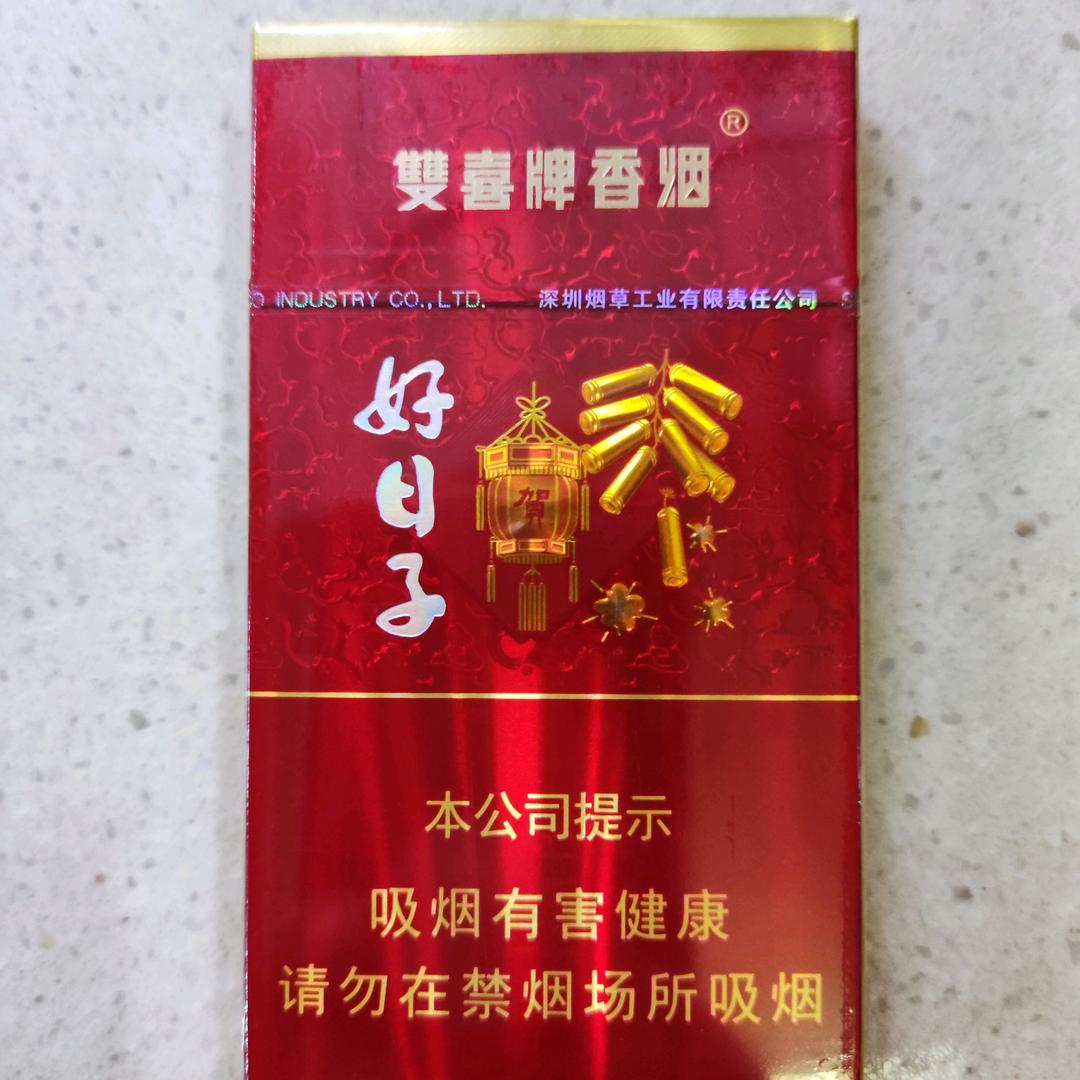 雙喜牌香烟
®
INDUSTRY CO.,LTD. 深圳烟草工业有限责任公司
好日子
賀
本公司提示
吸烟有害健康
请勿在禁烟场所吸烟